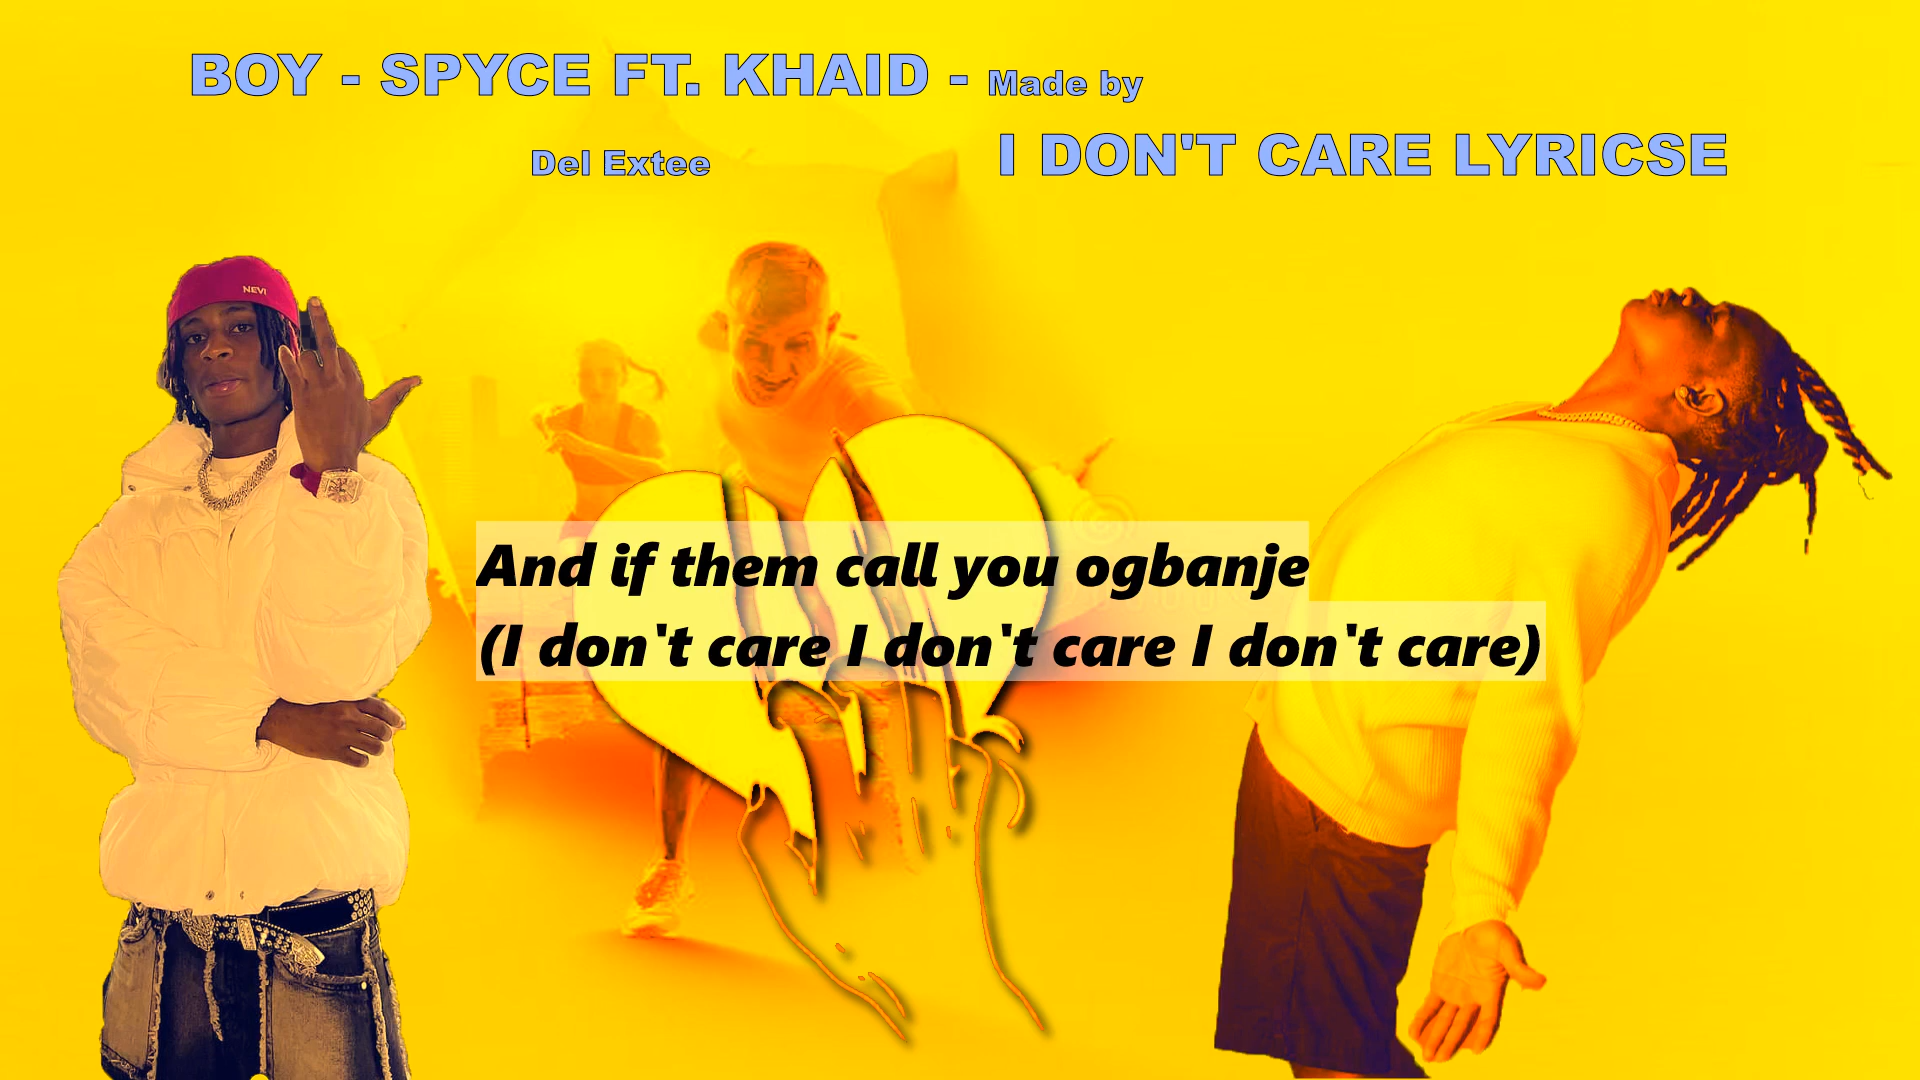 BOY - SPYCE FT. KHAID - Made by
Del Extee I DON'T CARE LYRICSE
NEVI
And if them call you ogbanje
(I don't care I don't care I don't care)